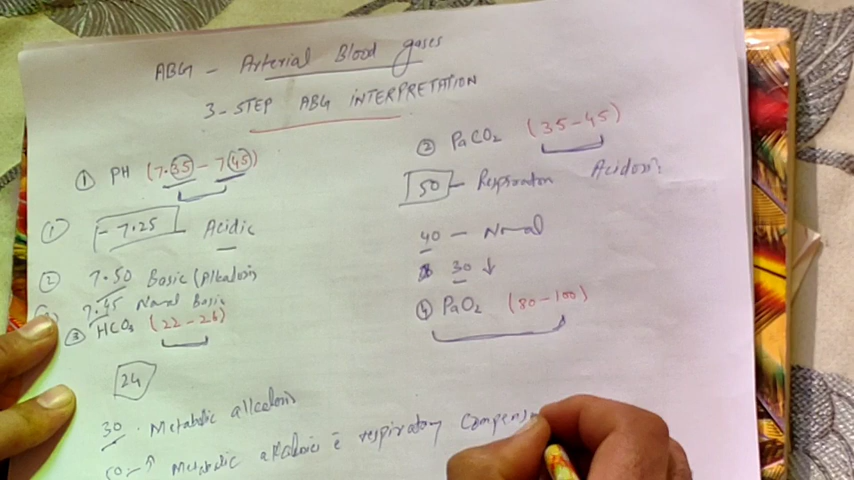 ABG - Arterial Blood gases
3-STEP ABG INTERPRETATION
① PH (7.35 - 7.45)
② PaCO₂ (35-45)
50 - Respiraton Acidosis
① - 7.25 Acidic
40 - Normal
② 7.50 Basic (Alkalosis
30 ↓
7.45 Normal Basic
④ PaO₂ (80-100)
③ HCO₃ (22-26)
24
30 . Metabolic alkalosis
Metabolic alkalosis c̄ respiratory compens